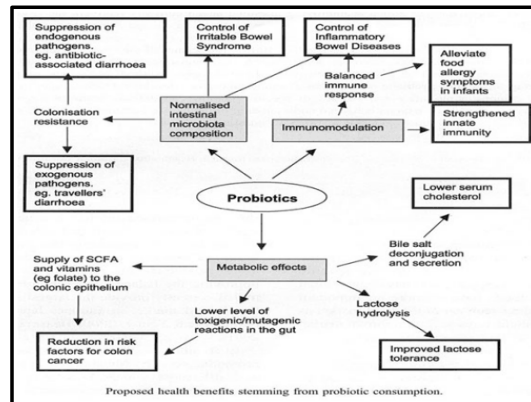 Suppression of
endogenous
pathogens.
eg. antibiotic-
associated diarrhoea
Control of
Irritable Bowel
Syndrome
Control of
Inflammatory
Bowel Diseases
Alleviate
food
allergy
symptoms
in infants
Balanced
immune
response
Colonisation
resistance
Normalised
intestinal
microbiota
composition
Immunomodulation
Strengthened
innate
immunity
Suppression of
exogenous
pathogens.
eg. travellers'
diarrhoea
Probiotics
Lower serum
cholesterol
Supply of SCFA
and vitamins
(eg folate) to the
colonic epithelium
Metabolic effects
Bile salt
deconjugation
and secretion
Lower level of
toxigenic/mutagenic
reactions in the gut
Lactose
hydrolysis
Reduction in risk
factors for colon
cancer
Improved lactose
tolerance
Proposed health benefits stemming from probiotic consumption.